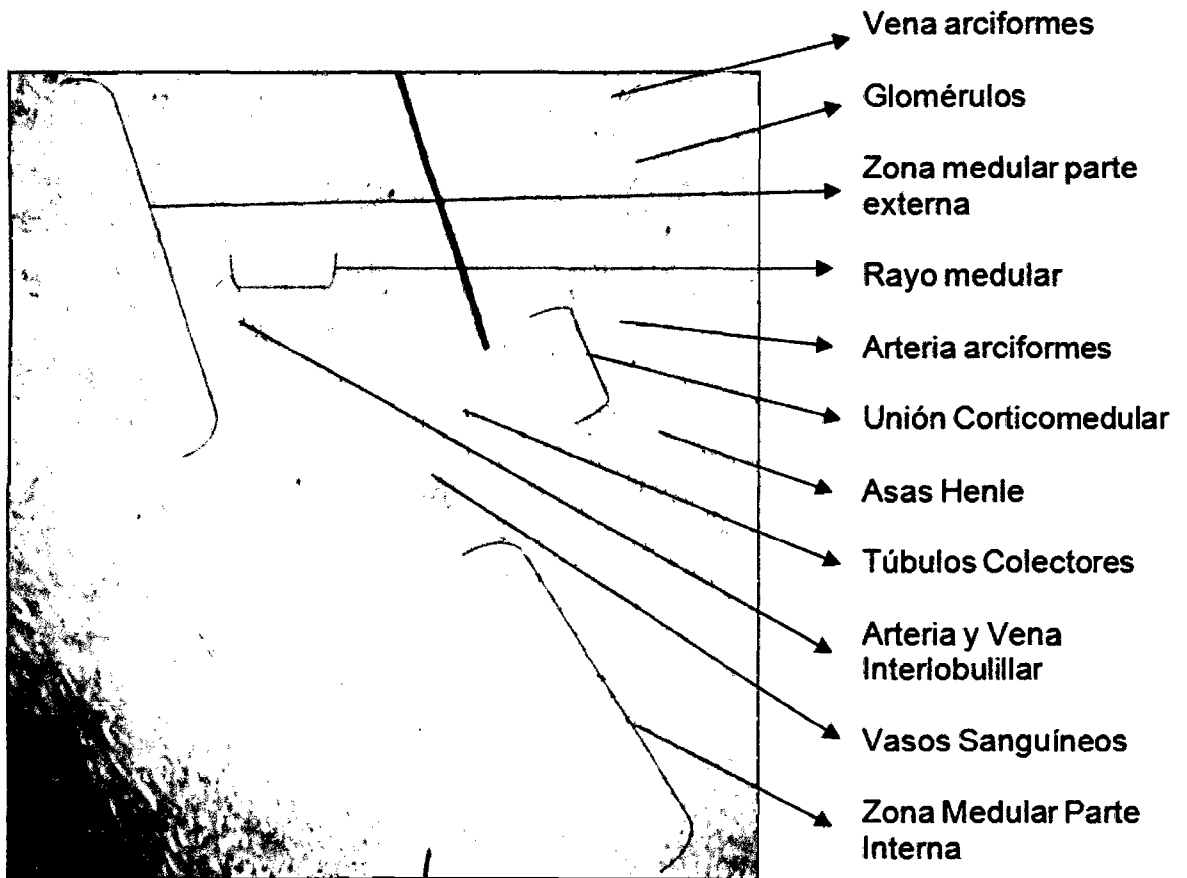 Vena arciformes
Glomérulos
Zona medular parte
externa
Rayo medular
Arteria arciformes
Unión Corticomedular
Asas Henle
Túbulos Colectores
Arteria y Vena
Interlobulillar
Vasos Sanguíneos
Zona Medular Parte
Interna